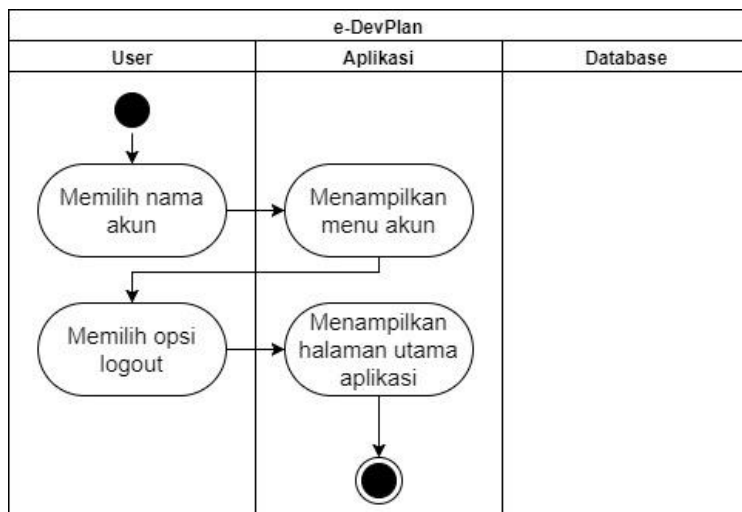 e-DevPlan
User
Aplikasi
Database
Memilih nama
akun
Menampilkan
menu akun
Memilih opsi
logout
Menampilkan
halaman utama
aplikasi